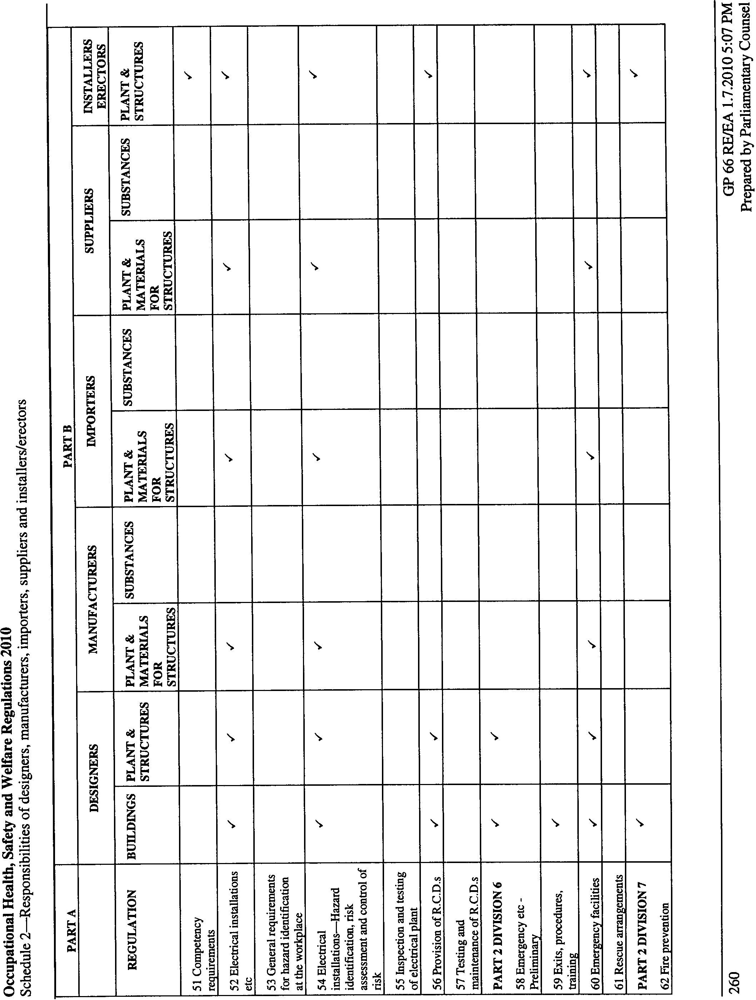 Occupational Health, Safety and Welfare Regulations 2010
Schedule 2—Responsibilities of designers, manufacturers, importers, suppliers and installers/erectors
PART A
PART B
DESIGNERS
MANUFACTURERS
IMPORTERS
SUPPLIERS
INSTALLERS
ERECTORS
REGULATION
BUILDINGS
PLANT &
STRUCTURES
PLANT &
MATERIALS
FOR
STRUCTURES
SUBSTANCES
PLANT &
MATERIALS
FOR
STRUCTURES
SUBSTANCES
PLANT &
MATERIALS
FOR
STRUCTURES
SUBSTANCES
PLANT &
STRUCTURES
51 Competency
requirements
✓
52 Electrical installations
etc
✓ ✓ ✓ ✓ ✓ ✓
53 General requirements
for hazard identification
at the workplace
54 Electrical
installations—Hazard
identification, risk
assessment and control of
risk
✓ ✓ ✓ ✓ ✓ ✓
55 Inspection and testing
of electrical plant
56 Provision of R.C.D.s
✓ ✓ ✓
57 Testing and
maintenance of R.C.D.s
PART 2 DIVISION 6
✓ ✓
58 Emergency etc -
Preliminary
59 Exits, procedures,
training
✓
60 Emergency facilities
✓ ✓ ✓ ✓ ✓ ✓
61 Rescue arrangements
PART 2 DIVISION 7
✓ ✓
62 Fire prevention
260
GP 66 RE/EA 1.7.2010 5:07 PM
Prepared by Parliamentary Counsel